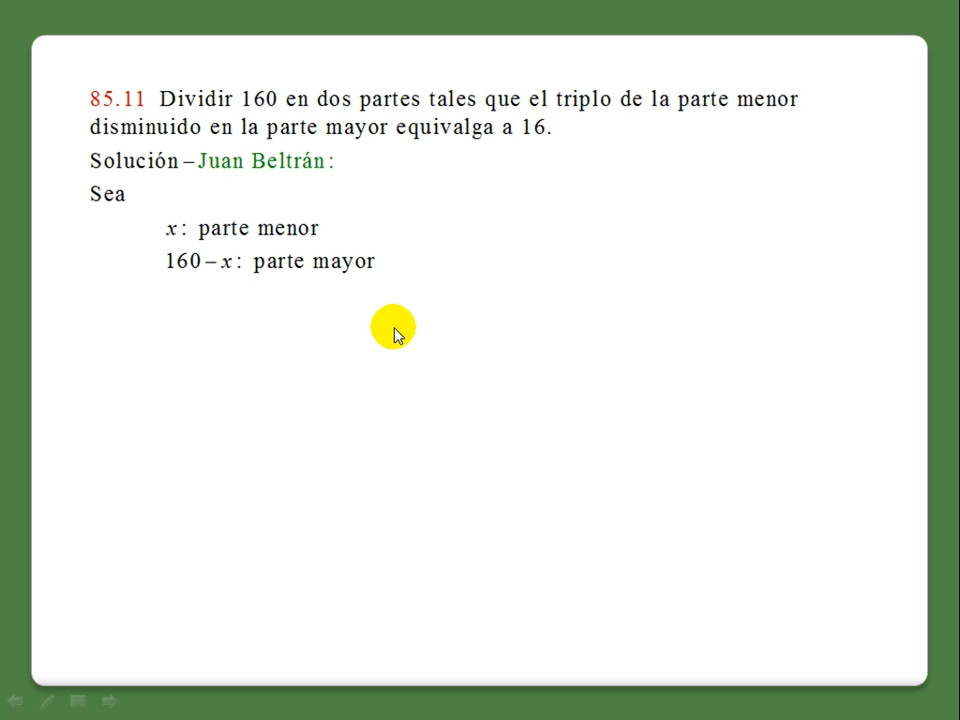 85.11 Dividir 160 en dos partes tales que el triplo de la parte menor
disminuido en la parte mayor equivalga a 16.
Solución – Juan Beltrán:
Sea
x: parte menor
160 – x: parte mayor